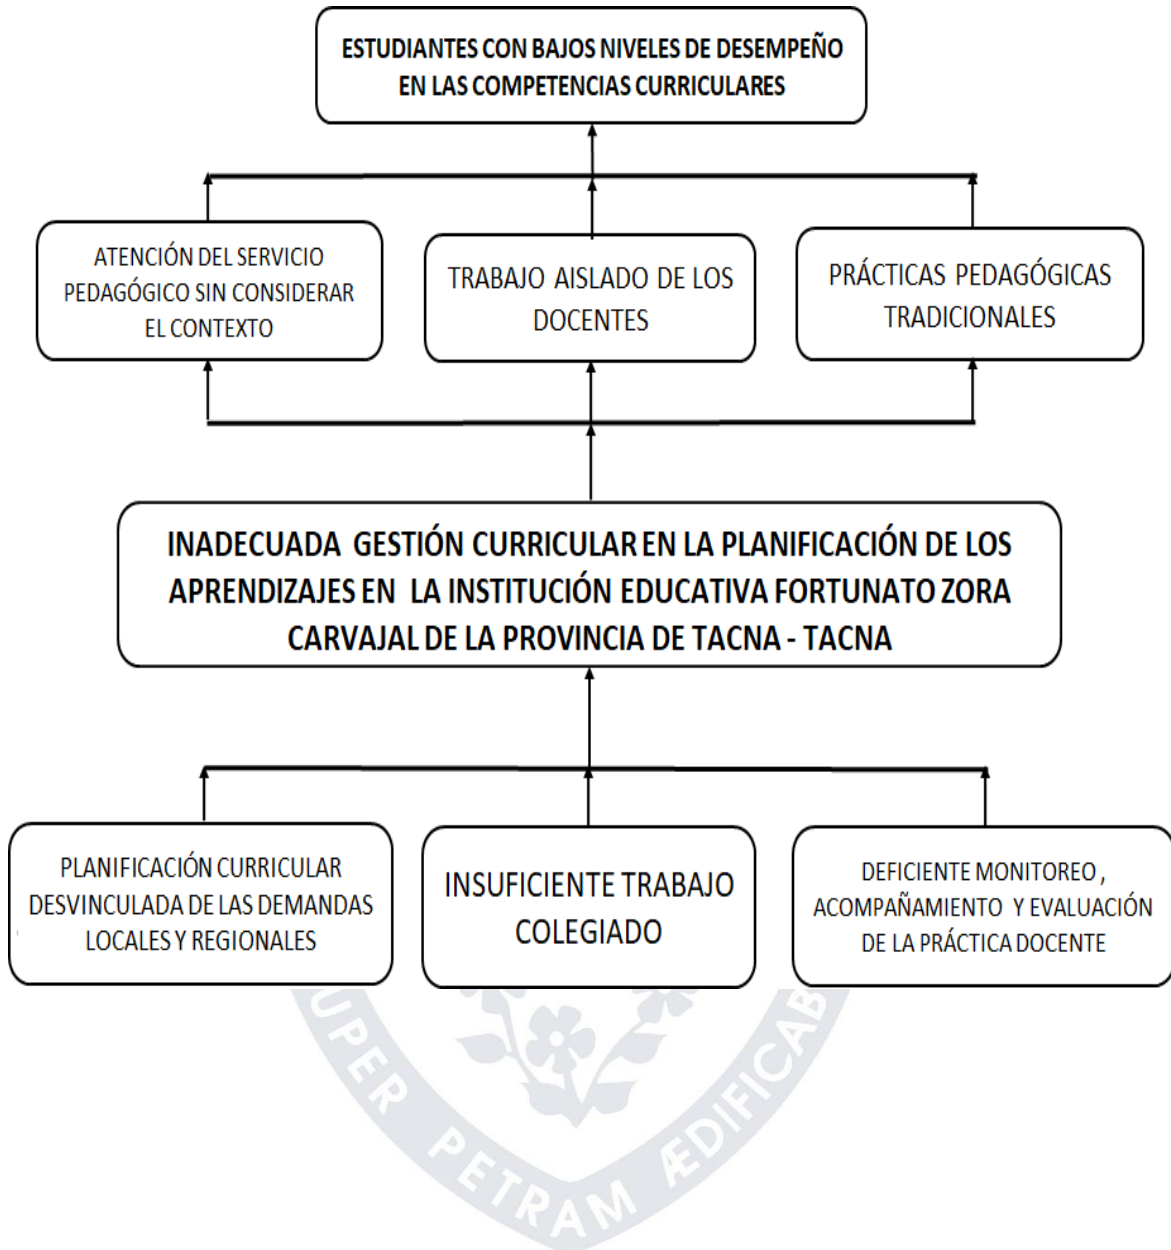 ESTUDIANTES CON BAJOS NIVELES DE DESEMPEÑO
EN LAS COMPETENCIAS CURRICULARES
ATENCIÓN DEL SERVICIO
PEDAGÓGICO SIN CONSIDERAR
EL CONTEXTO
TRABAJO AISLADO DE LOS
DOCENTES
PRÁCTICAS PEDAGÓGICAS
TRADICIONALES
INADECUADA GESTIÓN CURRICULAR EN LA PLANIFICACIÓN DE LOS
APRENDIZAJES EN LA INSTITUCIÓN EDUCATIVA FORTUNATO ZORA
CARVAJAL DE LA PROVINCIA DE TACNA - TACNA
PLANIFICACIÓN CURRICULAR
DESVINCULADA DE LAS DEMANDAS
LOCALES Y REGIONALES
INSUFICIENTE TRABAJO
COLEGIADO
DEFICIENTE MONITOREO ,
ACOMPAÑAMIENTO Y EVALUACIÓN
DE LA PRÁCTICA DOCENTE
PETRAM